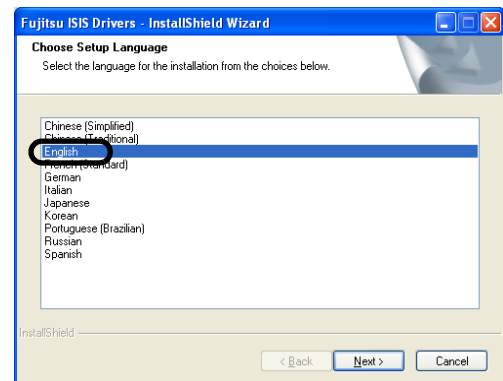 Fujitsu ISIS Drivers - InstallShield Wizard
Choose Setup Language
Select the language for the installation from the choices below.
Chinese (Simplified)
Chinese (Traditional)
English
French (Standard)
German
Italian
Japanese
Korean
Portuguese (Brazilian)
Russian
Spanish
InstallShield
< Back Next > Cancel